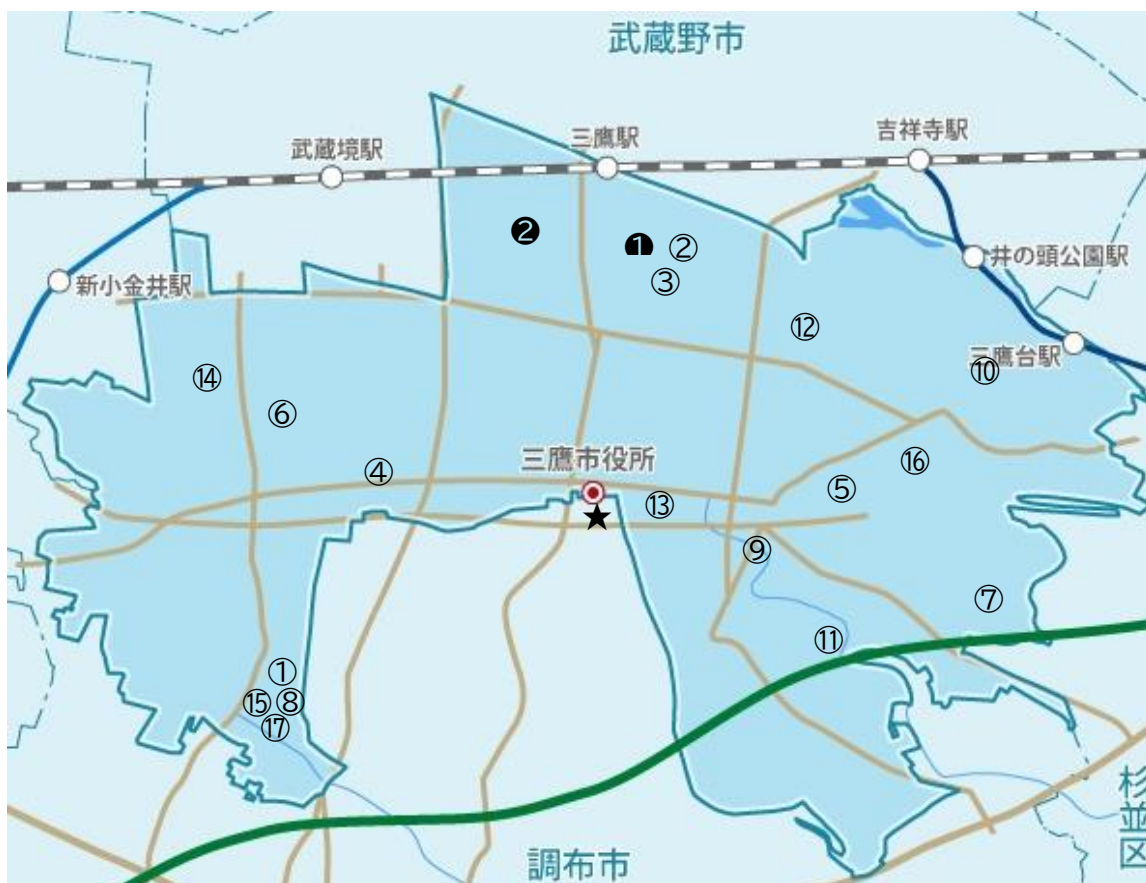 武蔵野市
三鷹駅
吉祥寺駅
武蔵境駅
❷
❶
②
井の頭公園駅
新小金井駅
③
⑫
三鷹台駅
⑩
⑭
⑥
三鷹市役所
④
⑯
⑤
⑬
★
⑨
⑦
⑪
①
⑮
⑧
⑰
調布市
杉並区